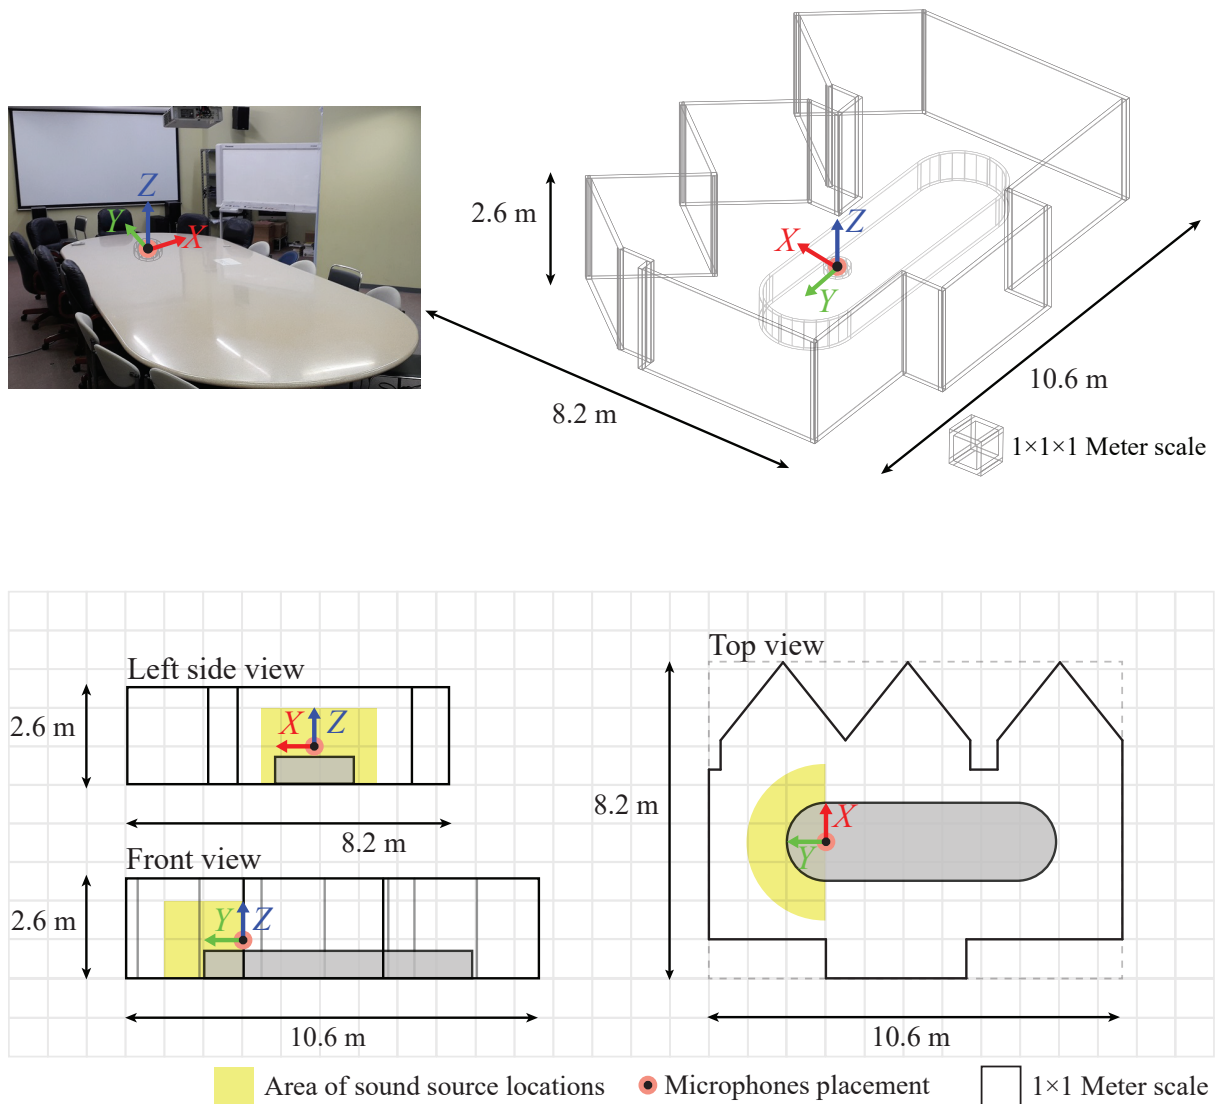 Z
Y
X
2.6 m
Z
X
Y
8.2 m
10.6 m
1×1×1 Meter scale
Left side view
2.6 m
X
Z
8.2 m
Front view
2.6 m
Y
Z
10.6 m
Top view
8.2 m
X
Y
10.6 m
Area of sound source locations
Microphones placement
1×1 Meter scale